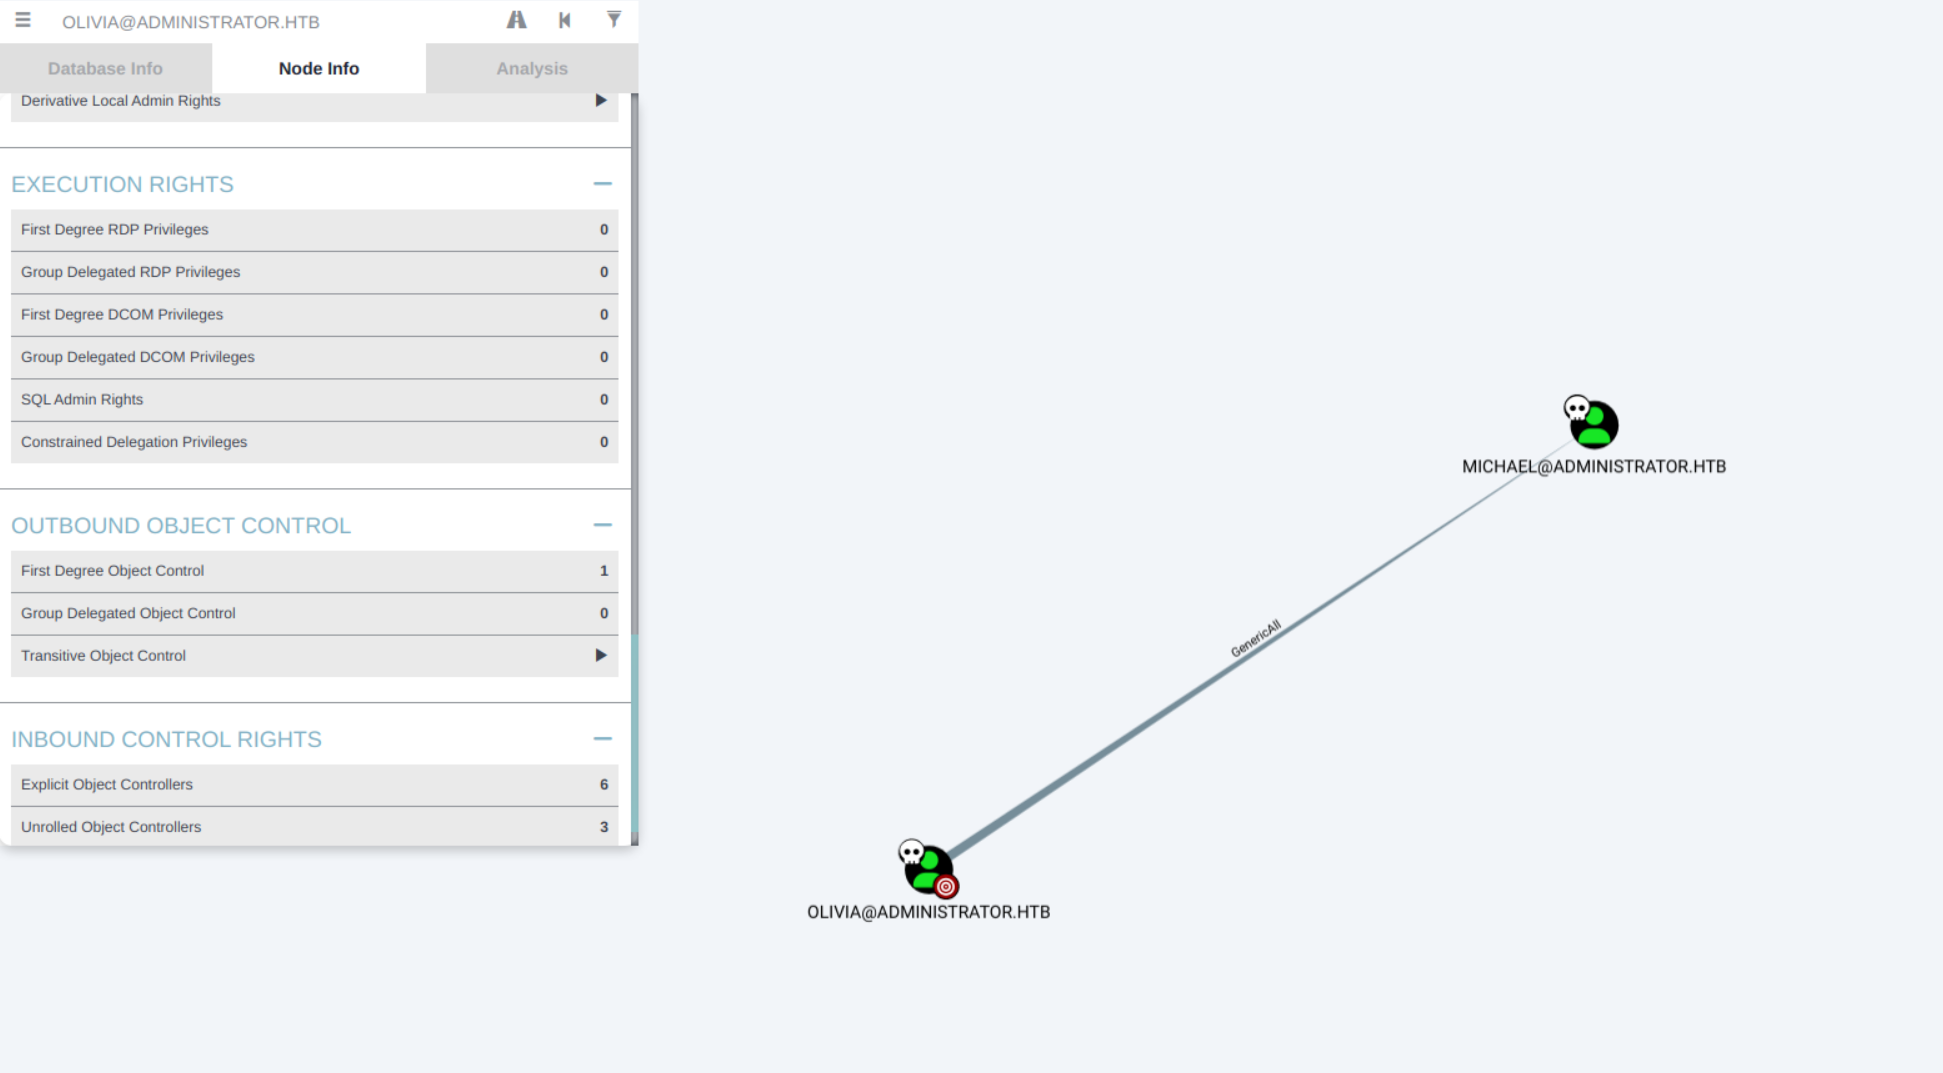 OLIVIA@ADMINISTRATOR.HTB
Database Info
Node Info
Analysis
Derivative Local Admin Rights
EXECUTION RIGHTS
First Degree RDP Privileges 0
Group Delegated RDP Privileges 0
First Degree DCOM Privileges 0
Group Delegated DCOM Privileges 0
SQL Admin Rights 0
Constrained Delegation Privileges 0
OUTBOUND OBJECT CONTROL
First Degree Object Control 1
Group Delegated Object Control 0
Transitive Object Control
INBOUND CONTROL RIGHTS
Explicit Object Controllers 6
Unrolled Object Controllers 3
MICHAEL@ADMINISTRATOR.HTB
GenericAll
OLIVIA@ADMINISTRATOR.HTB